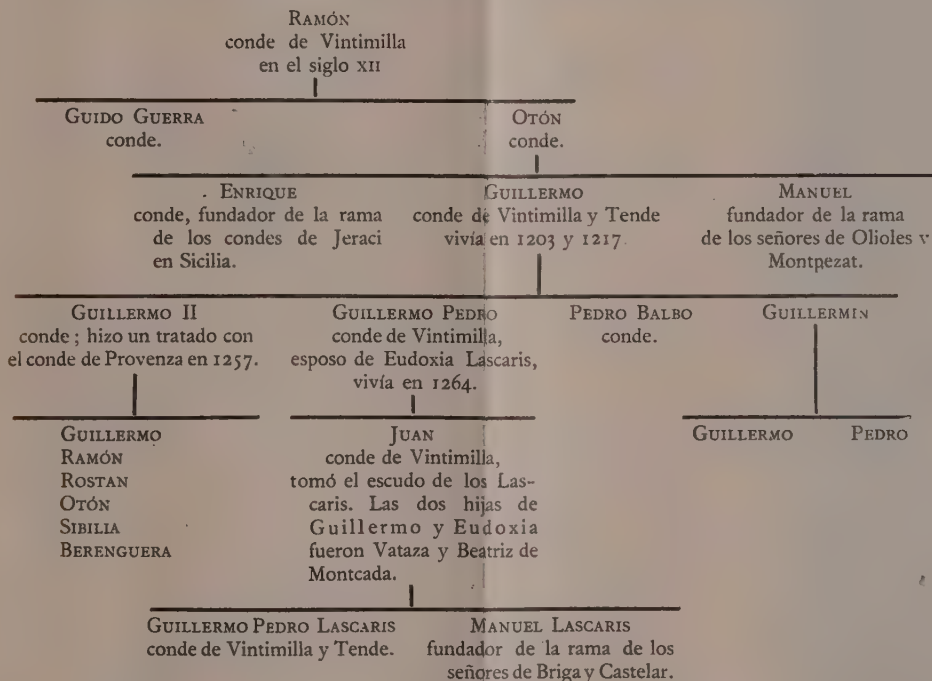 RAMÓN
conde de Vintimilla
en el siglo XII
GUIDO GUERRA
conde.
OTÓN
conde.
ENRIQUE
conde, fundador de la rama
de los condes de Jeraci
en Sicilia.
GUILLERMO
conde de Vintimilla y Tende
vivía en 1203 y 1217.
MANUEL
fundador de la rama
de los señores de Olioles y
Montpezat.
GUILLERMO II
conde ; hizo un tratado con
el conde de Provenza en 1257.
GUILLERMO PEDRO
conde de Vintimilla,
esposo de Eudoxia Lascaris,
vivía en 1264.
PEDRO BALBO
conde.
GUILLERMIN
GUILLERMO
RAMÓN
ROSTAN
OTÓN
SIBILIA
BERENGUERA
JUAN
conde de Vintimilla,
tomó el escudo de los Las-
caris. Las dos hijas de
Guillermo y Eudoxia
fueron Vataza y Beatriz de
Montcada.
GUILLERMO PEDRO
GUILLERMO PEDRO LASCARIS
conde de Vintimilla y Tende.
MANUEL LASCARIS
fundador de la rama de los
señores de Briga y Castelar.